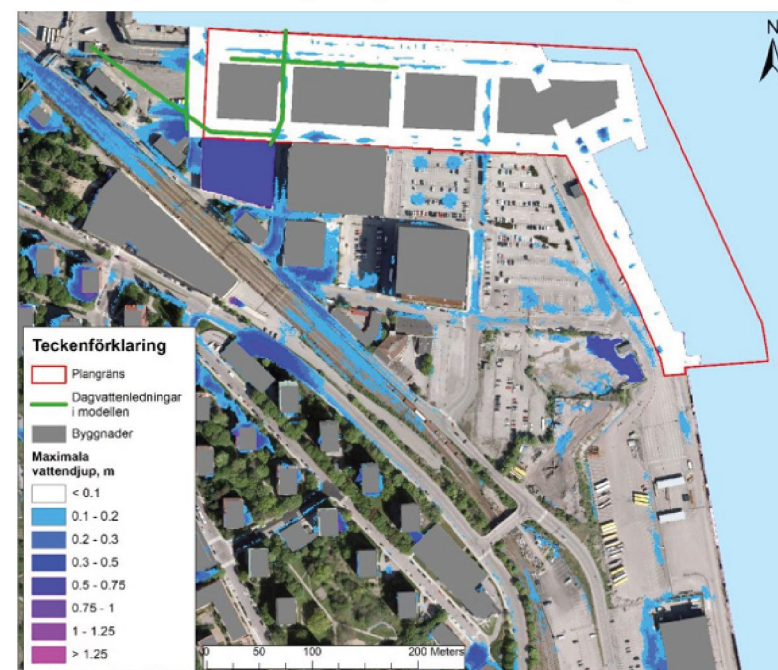 N
Teckenförklaring
Plangräns
Dagvattenledningar
i modellen
Byggnader
Maximala
vattendjup, m
< 0.1
0.1 - 0.2
0.2 - 0.3
0.3 - 0.5
0.5 - 0.75
0.75 - 1
1 - 1.25
> 1.25
0 50 100 200 Meters